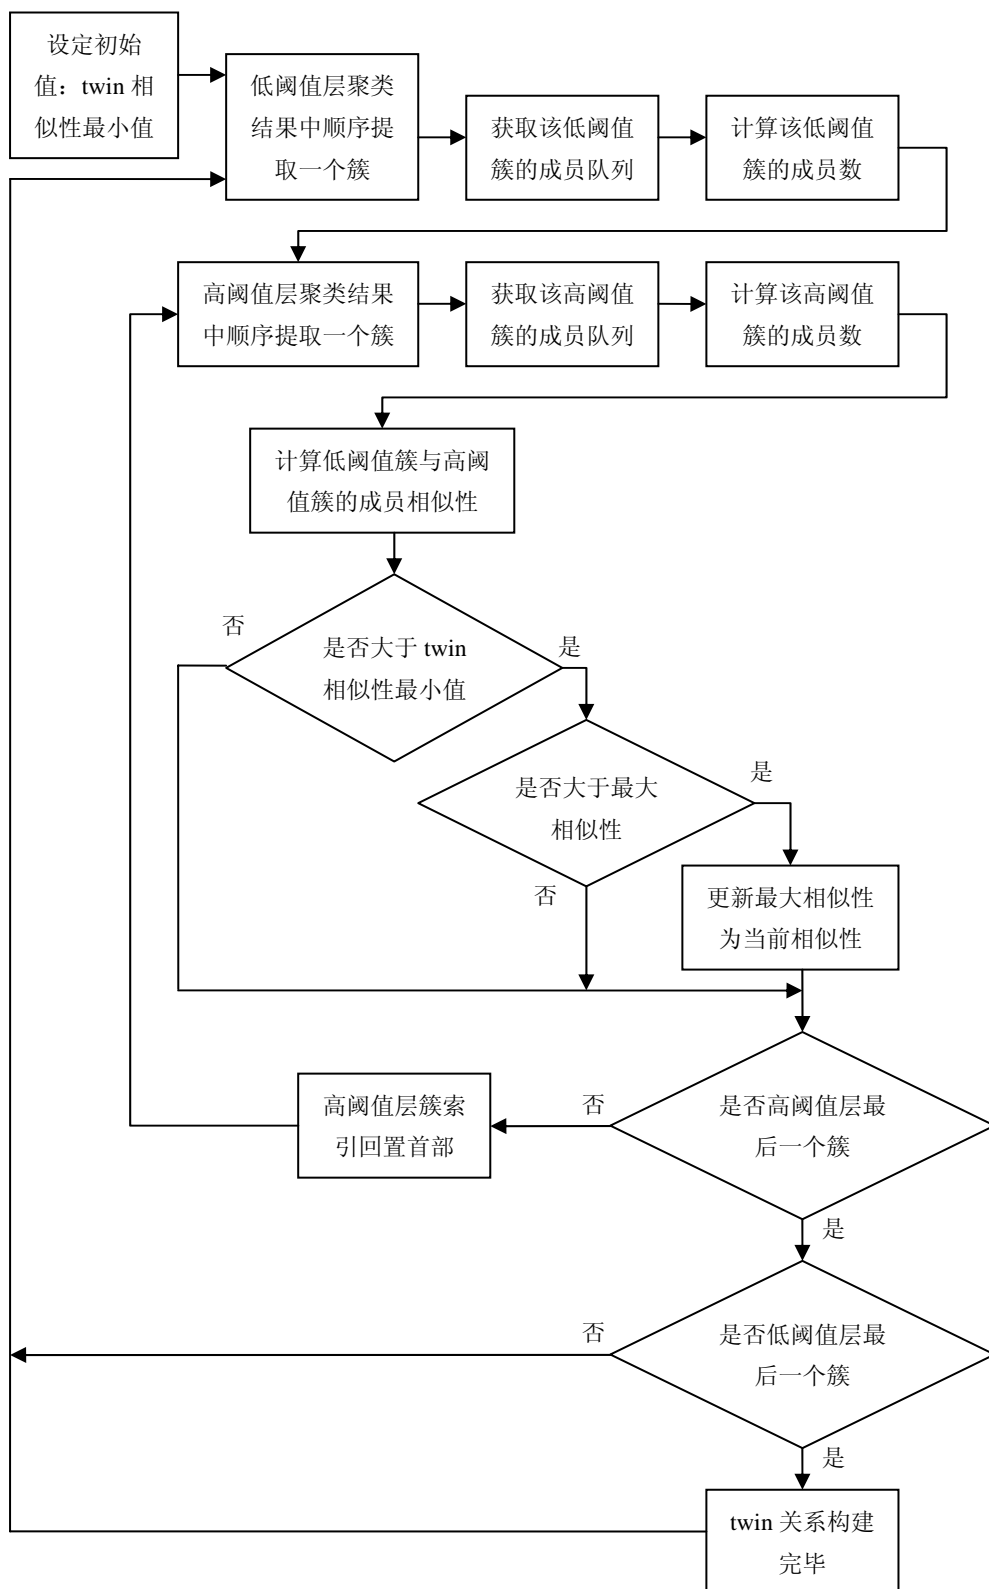 设定初始
值：twin 相
似性最小值
低阈值层聚类
结果中顺序提
取一个簇
获取该低阈值
簇的成员队列
计算该低阈值
簇的成员数
高阈值层聚类结果
中顺序提取一个簇
获取该高阈值
簇的成员队列
计算该高阈值
簇的成员数
计算低阈值簇与高阈
值簇的成员相似性
否
是否大于 twin
相似性最小值
是
是否大于最大
相似性
是
否
更新最大相似性
为当前相似性
高阈值层簇索
引回置首部
否
是否高阈值层最
后一个簇
是
否
是否低阈值层最
后一个簇
是
twin 关系构建
完毕